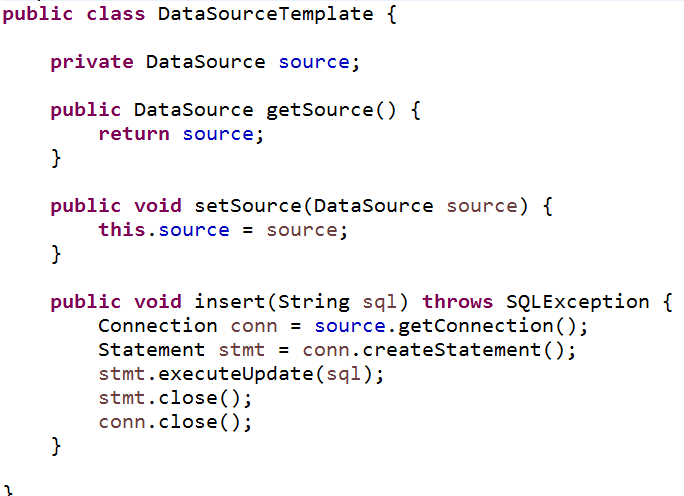 public class DataSourceTemplate {
private DataSource source;
public DataSource getSource() {
return source;
}
public void setSource(DataSource source) {
this.source = source;
}
public void insert(String sql) throws SQLException {
Connection conn = source.getConnection();
Statement stmt = conn.createStatement();
stmt.executeUpdate(sql);
stmt.close();
conn.close();
}
}